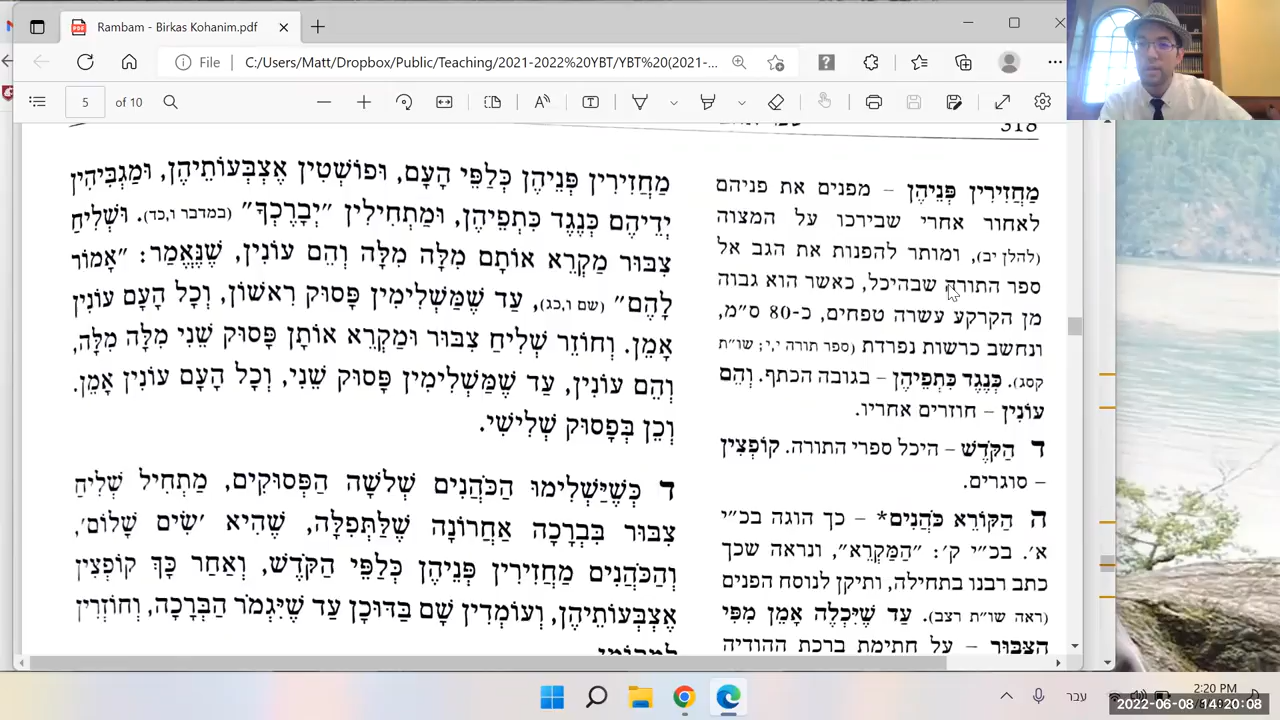 Rambam - Birkas Kohanim.pdf
File
C:/Users/Matt/Dropbox/Public/Teaching/2021-2022%20YBT/YBT%20(2021-...
5 of 10
318
מַחֲזִירִין פְּנֵיהֶן כְּלַפֵּי הָעָם, וּפוֹשְׁטִין אֶצְבְּעוֹתֵיהֶן, וּמַגְבִּיהִין
יְדֵיהֶם כְּנֶגֶד כִּתְפֵיהֶן, וּמַתְחִילִין ״יְבָרֶכְךָ״ (במדבר ו,כד). וּשְׁלִיחַ
צִבּוּר מַקְרֵא אוֹתָם מִלָּה מִלָּה וְהֵם עוֹנִין, שֶׁנֶּאֱמַר: ״אָמוֹר
לָהֶם״ (שם ו,כג), עַד שֶׁמַּשְׁלִימִין פָּסוּק רִאשׁוֹן, וְכָל הָעָם עוֹנִין
אָמֵן. וְחוֹזֵר שְׁלִיחַ צִבּוּר וּמַקְרֵא אוֹתָן פָּסוּק שֵׁנִי מִלָּה מִלָּה,
וְהֵם עוֹנִין, עַד שֶׁמַּשְׁלִימִין פָּסוּק שֵׁנִי, וְכָל הָעָם עוֹנִין אָמֵן.
וְכֵן בְּפָסוּק שְׁלִישִׁי.
ד כְּשֶׁיַּשְׁלִימוּ הַכֹּהֲנִים שְׁלֹשָׁה הַפְּסוּקִים, מַתְחִיל שְׁלִיחַ
צִבּוּר בִּבְרָכָה אַחֲרוֹנָה שֶׁלַּתְּפִלָּה, שֶׁהִיא ׳שִׂים שָׁלוֹם׳,
וְהַכֹּהֲנִים מַחֲזִירִין פְּנֵיהֶן כְּלַפֵּי הַקֹּדֶשׁ, וְאַחַר כָּךְ קוֹפְצִין
אֶצְבְּעוֹתֵיהֶן, וְעוֹמְדִין שָׁם בַּדּוּכָן עַד שֶׁיִּגְמֹר הַבְּרָכָה, וְחוֹזְרִין
מַחֲזִירִין פְּנֵיהֶן – מפנים את פניהם
לאחור אחרי שבירכו על המצוה
(להלן יב), ומותר להפנות את הגב אל
ספר התורה שבהיכל, כאשר הוא גבוה
מן הקרקע עשרה טפחים, כ-80 ס״מ,
ונחשב כרשות נפרדת (ספר תורה י,י; שו״ת
קסג). כְּנֶגֶד כִּתְפֵיהֶן – בגובה הכתף. וְהֵם
עוֹנִין – חוזרים אחריו.
ד הַקֹּדֶשׁ – היכל ספרי התורה. קוֹפְצִין
– סוגרים.
ה הַקּוֹרֵא כֹּהֲנִים* – כך הוגה בכ״י
א׳. בכ״י ק׳: ״הַמַּקְרֵא״, ונראה שכך
כתב רבנו בתחילה, ותיקן לנוסח הפנים
(ראה שו״ת רצב). עַד שֶׁיִּכְלֶה אָמֵן מִפִּי
הַצִּבּוּר – על חתימת ברכת ההודיה
עבר
2:20 PM
2022-06-08 14:20:08